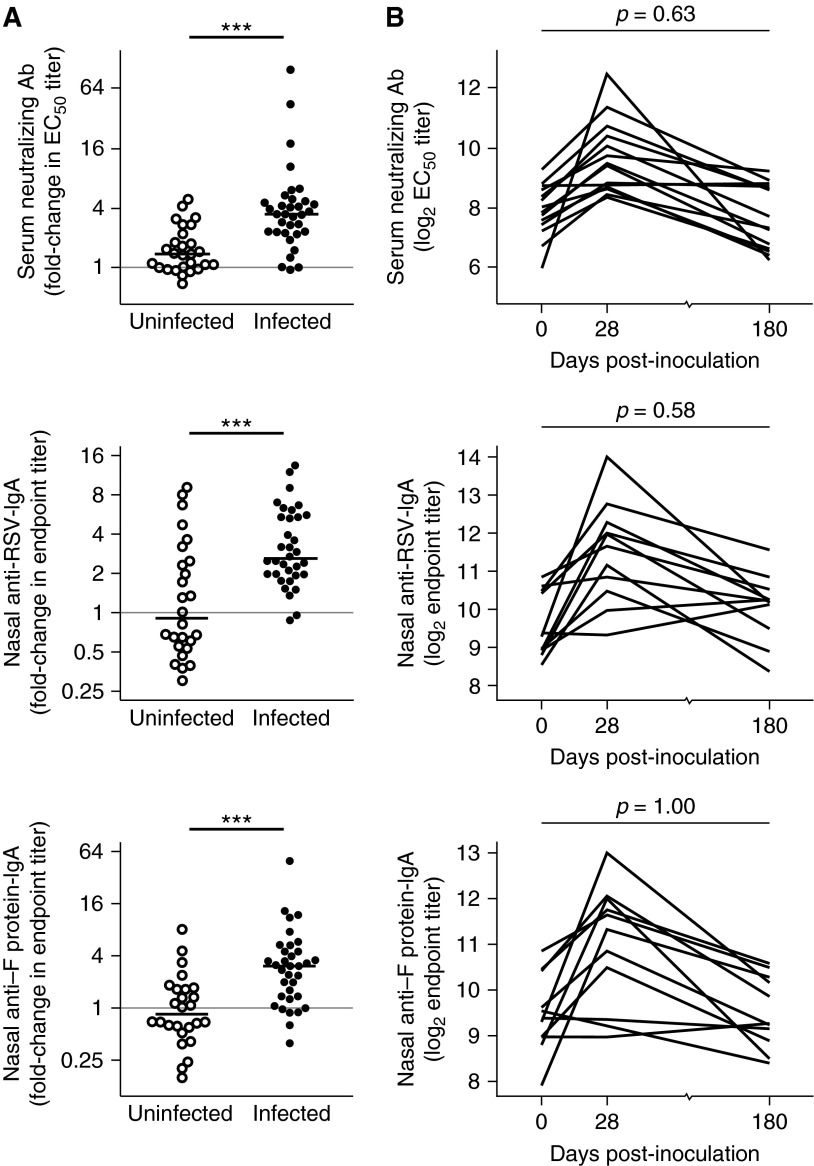 A
***
Serum neutralizing Ab
(fold-change in EC50 titer)
64
16
4
1
Uninfected Infected
B
p = 0.63
Serum neutralizing Ab
(log2 EC50 titer)
12
10
8
6
0 28 180
Days post-inoculation
***
Nasal anti-RSV-IgA
(fold-change in endpoint titer)
16
8
4
2
1
0.5
0.25
Uninfected Infected
p = 0.58
Nasal anti-RSV-IgA
(log2 endpoint titer)
14
13
12
11
10
9
8
0 28 180
Days post-inoculation
***
Nasal anti–F protein-IgA
(fold-change in endpoint titer)
64
16
4
1
0.25
Uninfected Infected
p = 1.00
Nasal anti–F protein-IgA
(log2 endpoint titer)
13
12
11
10
9
8
0 28 180
Days post-inoculation